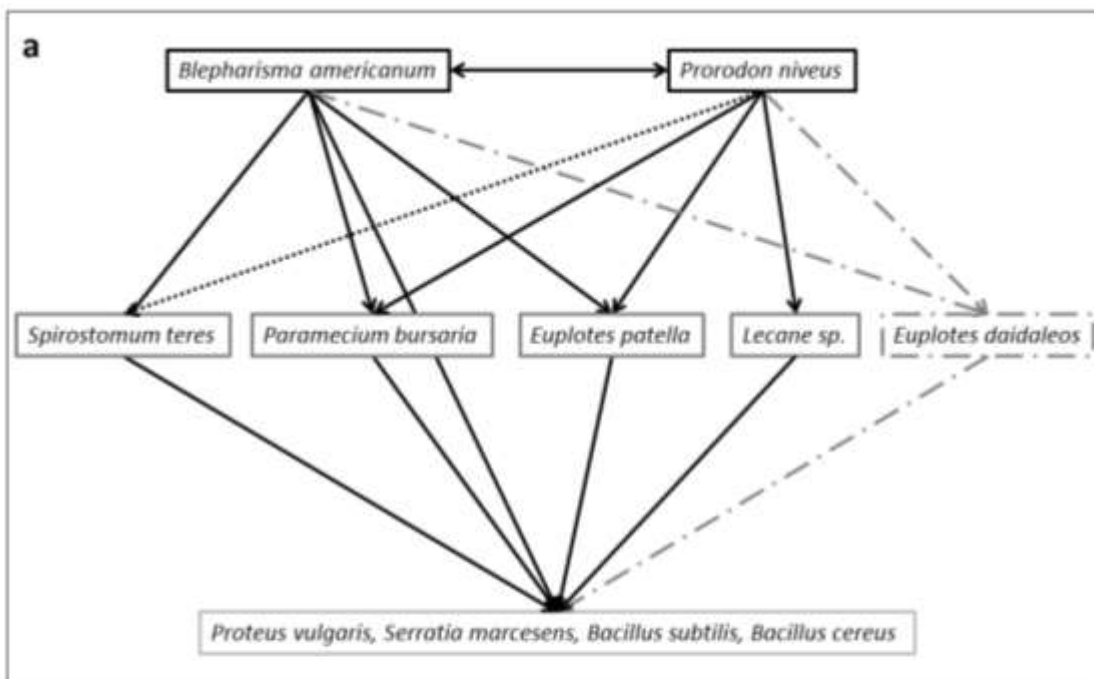 a
Blepharisma americanum
Prorodon niveus
Spirostomum teres
Paramecium bursaria
Euplotes patella
Lecane sp.
Euplotes daidaleos
Proteus vulgaris, Serratia marcesens, Bacillus subtilis, Bacillus cereus